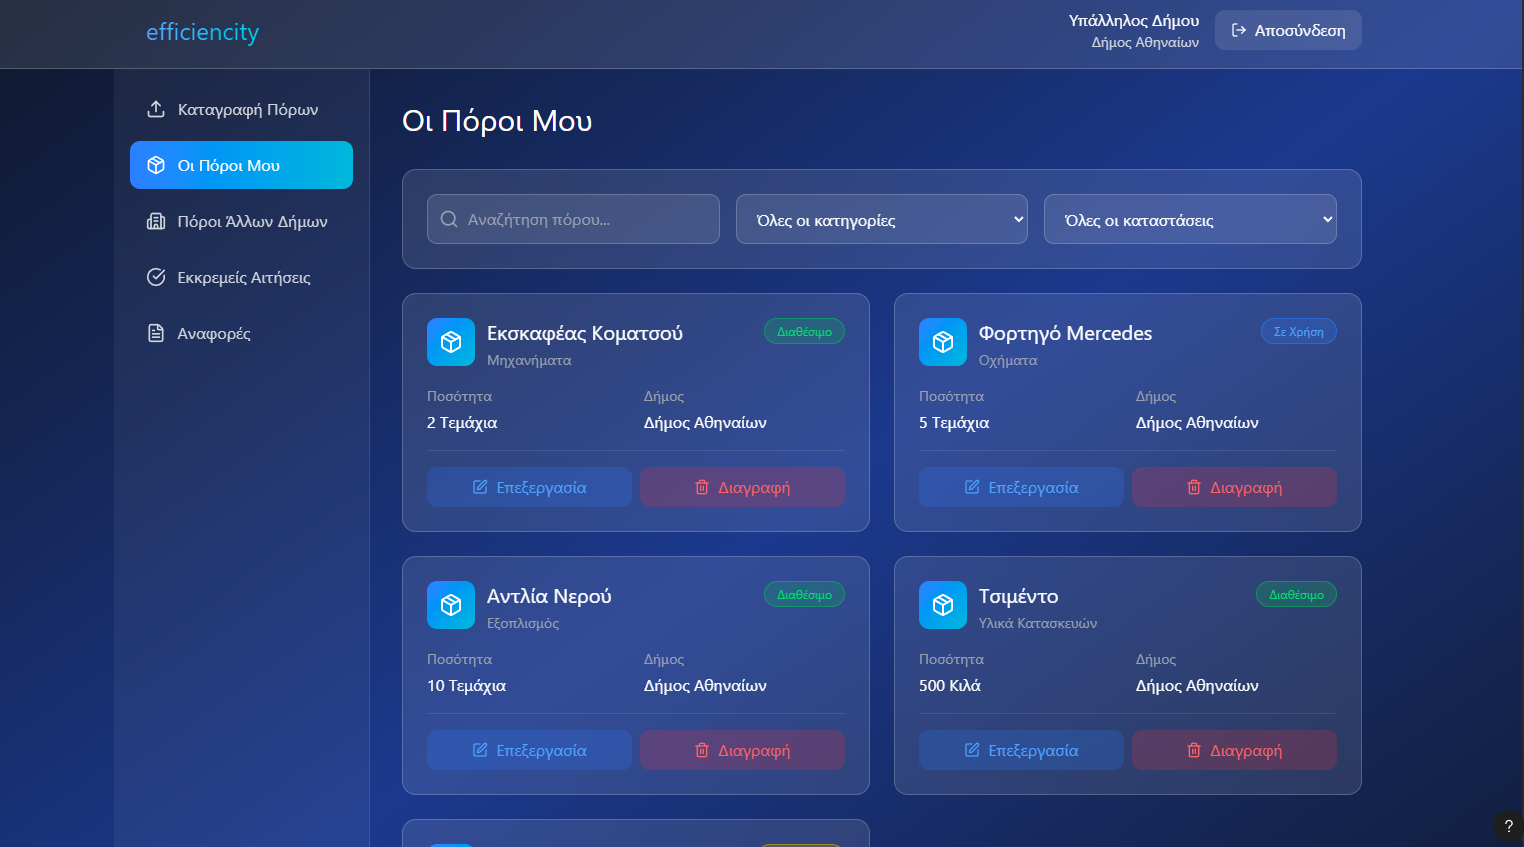 efficiencity
Υπάλληλος Δήμου
Δήμος Αθηναίων
Αποσύνδεση
Καταγραφή Πόρων
Οι Πόροι Μου
Πόροι Άλλων Δήμων
Εκκρεμείς Αιτήσεις
Αναφορές
Οι Πόροι Μου
Αναζήτηση πόρου...
Όλες οι κατηγορίες
Όλες οι καταστάσεις
Εκσκαφέας Κοματσού
Διαθέσιμο
Μηχανήματα
Ποσότητα
Δήμος
2 Τεμάχια
Δήμος Αθηναίων
Επεξεργασία
Διαγραφή
Φορτηγό Mercedes
Σε Χρήση
Οχήματα
Ποσότητα
Δήμος
5 Τεμάχια
Δήμος Αθηναίων
Επεξεργασία
Διαγραφή
Αντλία Νερού
Διαθέσιμο
Εξοπλισμός
Ποσότητα
Δήμος
10 Τεμάχια
Δήμος Αθηναίων
Επεξεργασία
Διαγραφή
Τσιμέντο
Διαθέσιμο
Υλικά Κατασκευών
Ποσότητα
Δήμος
500 Κιλά
Δήμος Αθηναίων
Επεξεργασία
Διαγραφή
?